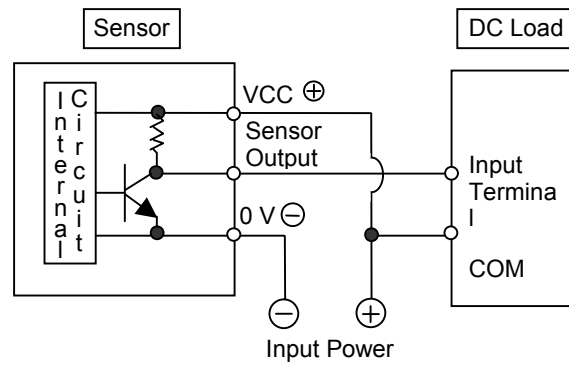 Sensor
DC Load
Internal
Circuit
VCC ⊕
Sensor
Output
0 V ⊖
Input
Termina
l
COM
⊖ ⊕
Input Power